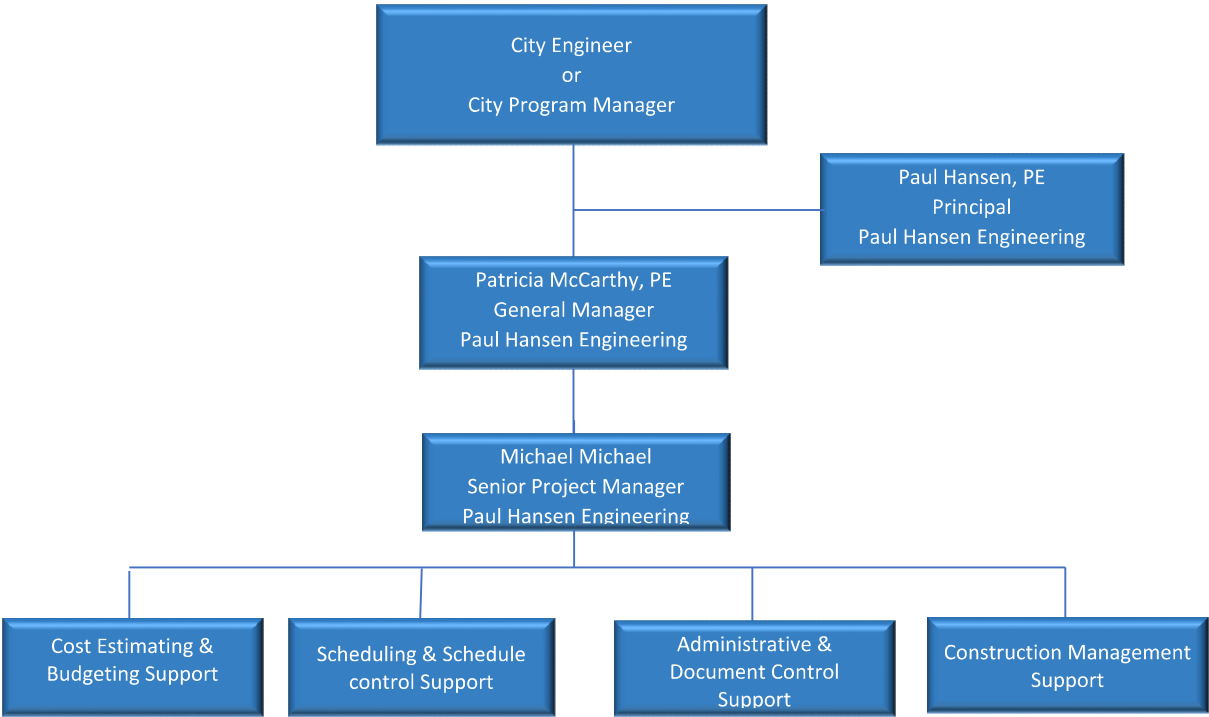 City Engineer
or
City Program Manager
Paul Hansen, PE
Principal
Paul Hansen Engineering
Patricia McCarthy, PE
General Manager
Paul Hansen Engineering
Michael Michael
Senior Project Manager
Paul Hansen Engineering
Cost Estimating &
Budgeting Support
Scheduling & Schedule
control Support
Administrative &
Document Control
Support
Construction Management
Support